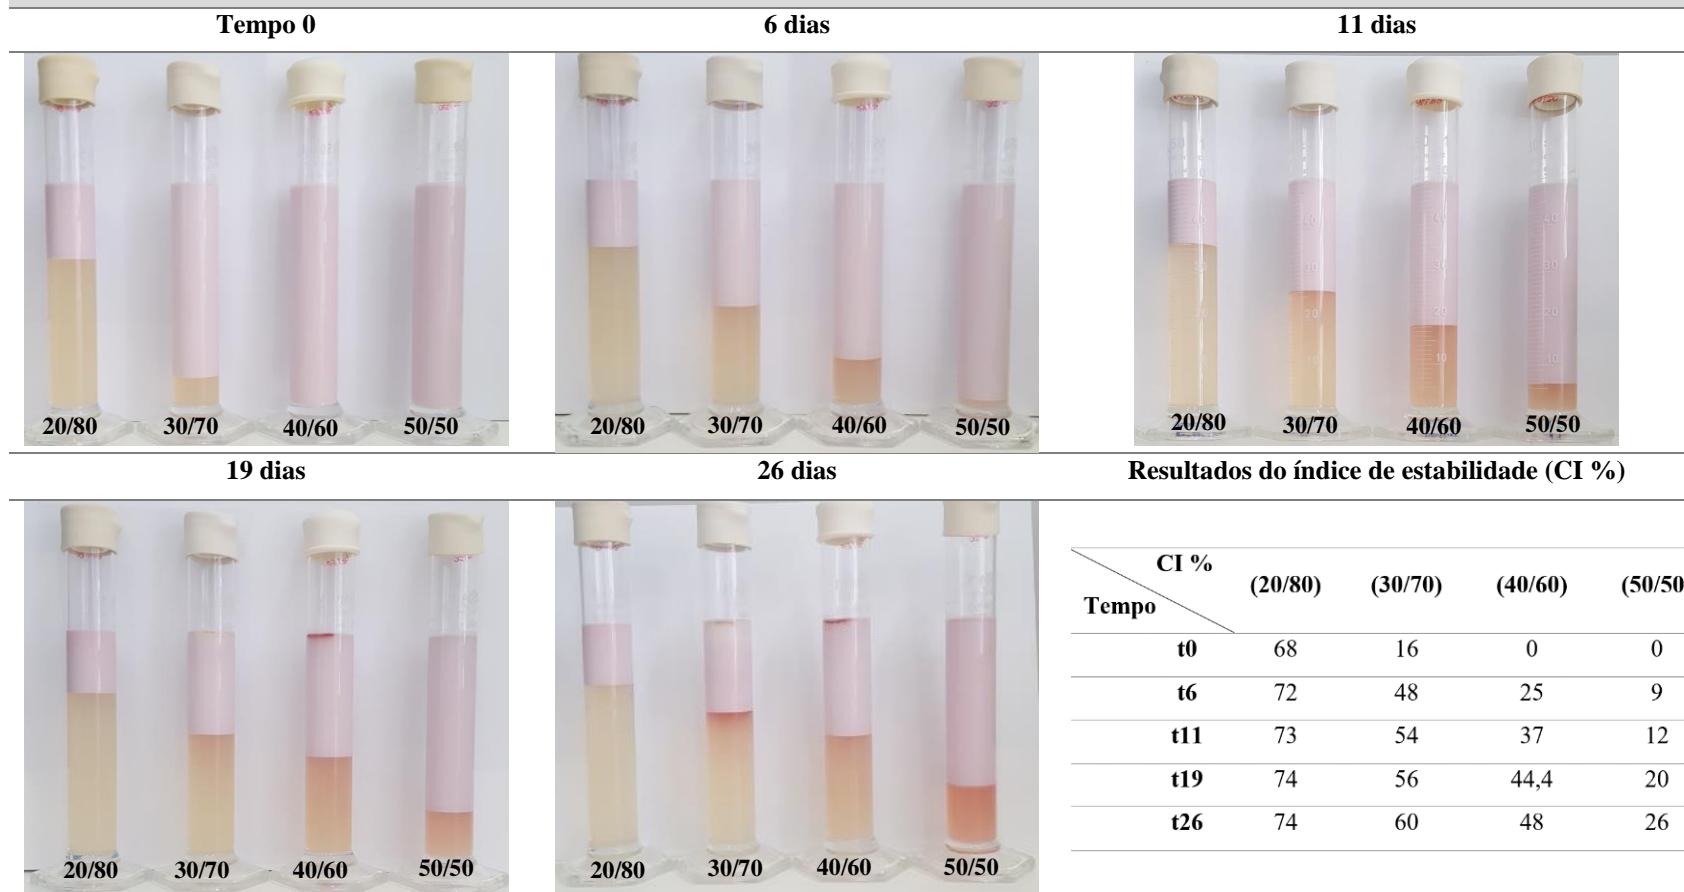 Tempo 0
6 dias
11 dias
20/80 30/70 40/60 50/50
20/80 30/70 40/60 50/50
20/80 30/70 40/60 50/50
19 dias
26 dias
Resultados do índice de estabilidade (CI %)
20/80 30/70 40/60 50/50
20/80 30/70 40/60 50/50
CI % (20/80) (30/70) (40/60) (50/50
Tempo
t0 68 16 0 0
t6 72 48 25 9
t11 73 54 37 12
t19 74 56 44,4 20
t26 74 60 48 26